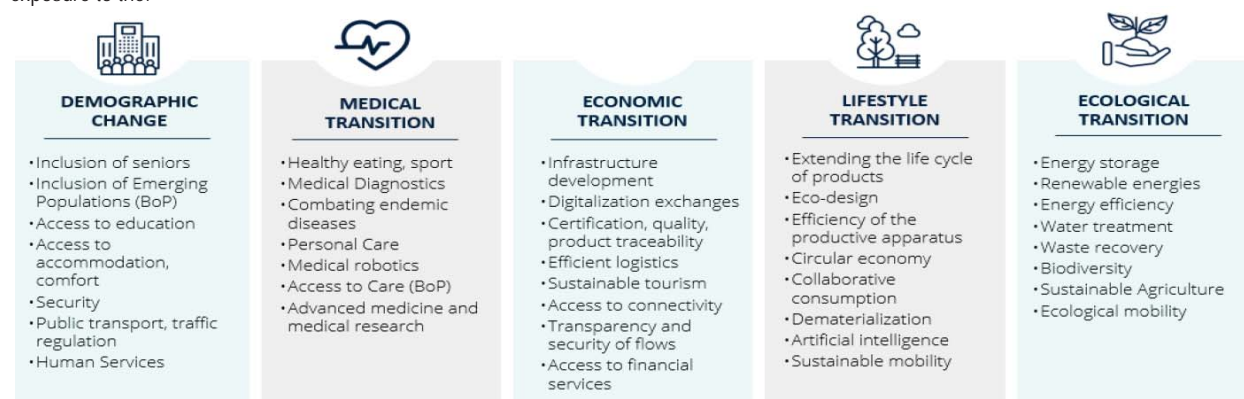 DEMOGRAPHIC
CHANGE
•Inclusion of seniors
•Inclusion of Emerging
Populations (BoP)
•Access to education
•Access to
accommodation,
comfort
•Security
•Public transport, traffic
regulation
•Human Services
MEDICAL
TRANSITION
•Healthy eating, sport
•Medical Diagnostics
•Combating endemic
diseases
•Personal Care
•Medical robotics
•Access to Care (BoP)
•Advanced medicine and
medical research
ECONOMIC
TRANSITION
•Infrastructure
development
•Digitalization exchanges
•Certification, quality,
product traceability
•Efficient logistics
•Sustainable tourism
•Access to connectivity
•Transparency and
security of flows
•Access to financial
services
LIFESTYLE
TRANSITION
•Extending the life cycle
of products
•Eco-design
•Efficiency of the
productive apparatus
•Circular economy
•Collaborative
consumption
•Dematerialization
•Artificial intelligence
•Sustainable mobility
ECOLOGICAL
TRANSITION
•Energy storage
•Renewable energies
•Energy efficiency
•Water treatment
•Waste recovery
•Biodiversity
•Sustainable Agriculture
•Ecological mobility